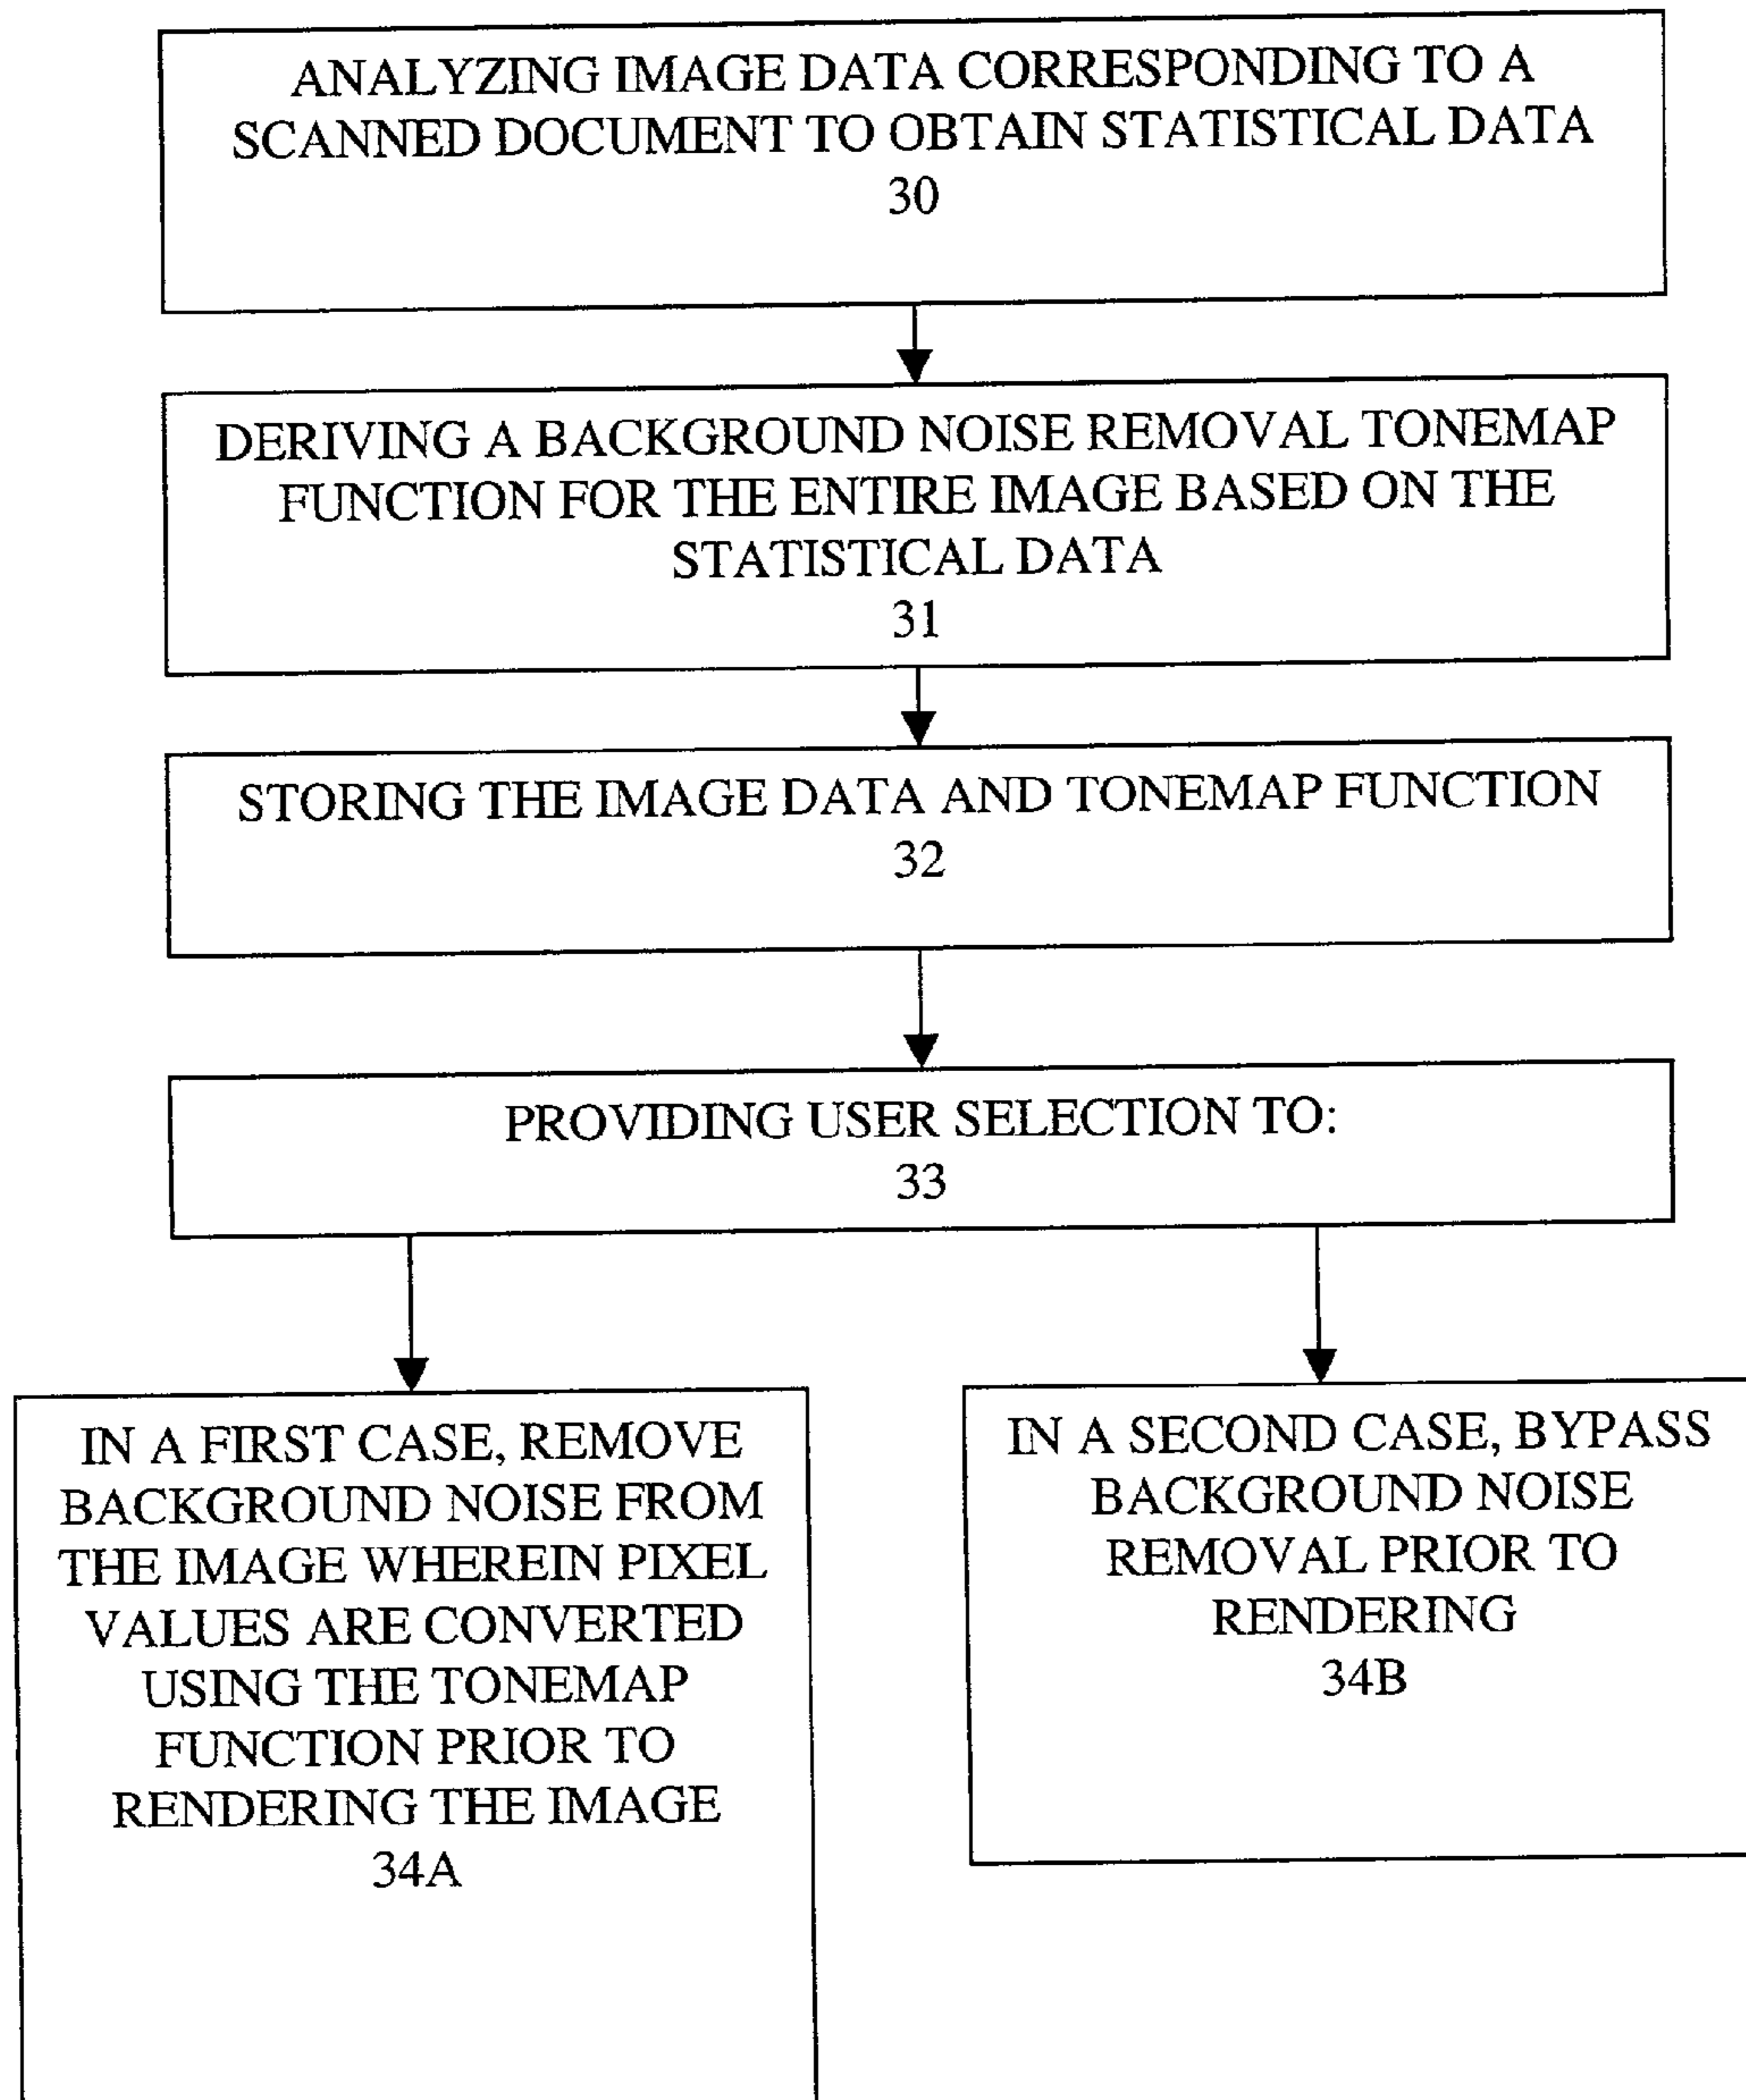 ANALYZING IMAGE DATA CORRESPONDING TO A
SCANNED DOCUMENT TO OBTAIN STATISTICAL DATA
30
DERIVING A BACKGROUND NOISE REMOVAL TONEMAP
FUNCTION FOR THE ENTIRE IMAGE BASED ON THE
STATISTICAL DATA
31
STORING THE IMAGE DATA AND TONEMAP FUNCTION
32
PROVIDING USER SELECTION TO:
33
IN A FIRST CASE, REMOVE
BACKGROUND NOISE FROM
THE IMAGE WHEREIN PIXEL
VALUES ARE CONVERTED
USING THE TONEMAP
FUNCTION PRIOR TO
RENDERING THE IMAGE
34A
IN A SECOND CASE, BYPASS
BACKGROUND NOISE
REMOVAL PRIOR TO
RENDERING
34B